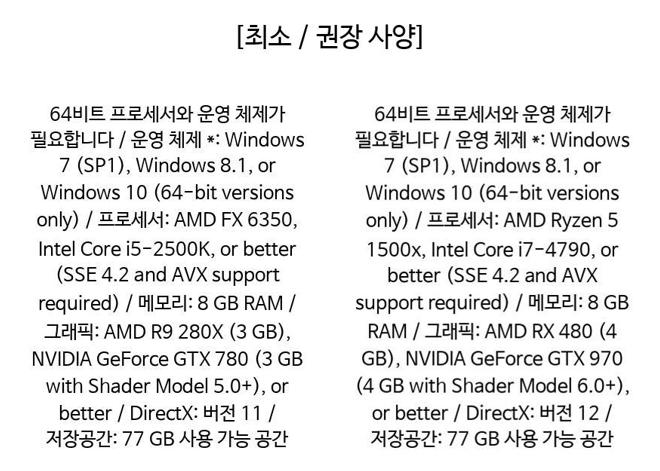 [최소 / 권장 사양]
64비트 프로세서와 운영 체제가
필요합니다 / 운영 체제 *: Windows
7 (SP1), Windows 8.1, or
Windows 10 (64-bit versions
only) / 프로세서: AMD FX 6350,
Intel Core i5-2500K, or better
(SSE 4.2 and AVX support
required) / 메모리: 8 GB RAM /
그래픽: AMD R9 280X (3 GB),
NVIDIA GeForce GTX 780 (3 GB
with Shader Model 5.0+), or
better / DirectX: 버전 11 /
저장공간: 77 GB 사용 가능 공간
64비트 프로세서와 운영 체제가
필요합니다 / 운영 체제 *: Windows
7 (SP1), Windows 8.1, or
Windows 10 (64-bit versions
only) / 프로세서: AMD Ryzen 5
1500x, Intel Core i7-4790, or
better (SSE 4.2 and AVX
support required) / 메모리: 8 GB
RAM / 그래픽: AMD RX 480 (4
GB), NVIDIA GeForce GTX 970
(4 GB with Shader Model 6.0+),
or better / DirectX: 버전 12 /
저장공간: 77 GB 사용 가능 공간